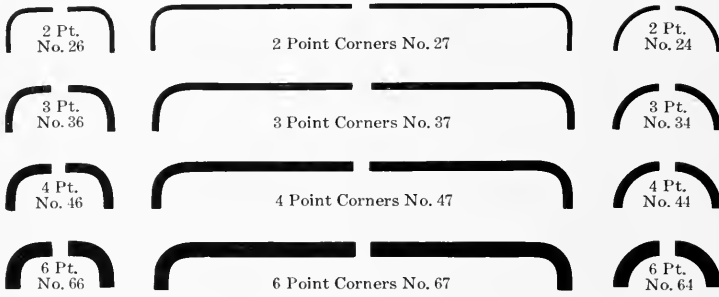 2 Pt.
No. 26
2 Point Corners No. 27
2 Pt.
No. 24
3 Pt.
No. 36
3 Point Corners No. 37
3 Pt.
No. 34
4 Pt.
No. 46
4 Point Corners No. 47
4 Pt.
No. 44
6 Pt.
No. 66
6 Point Corners No. 67
6 Pt.
No. 64